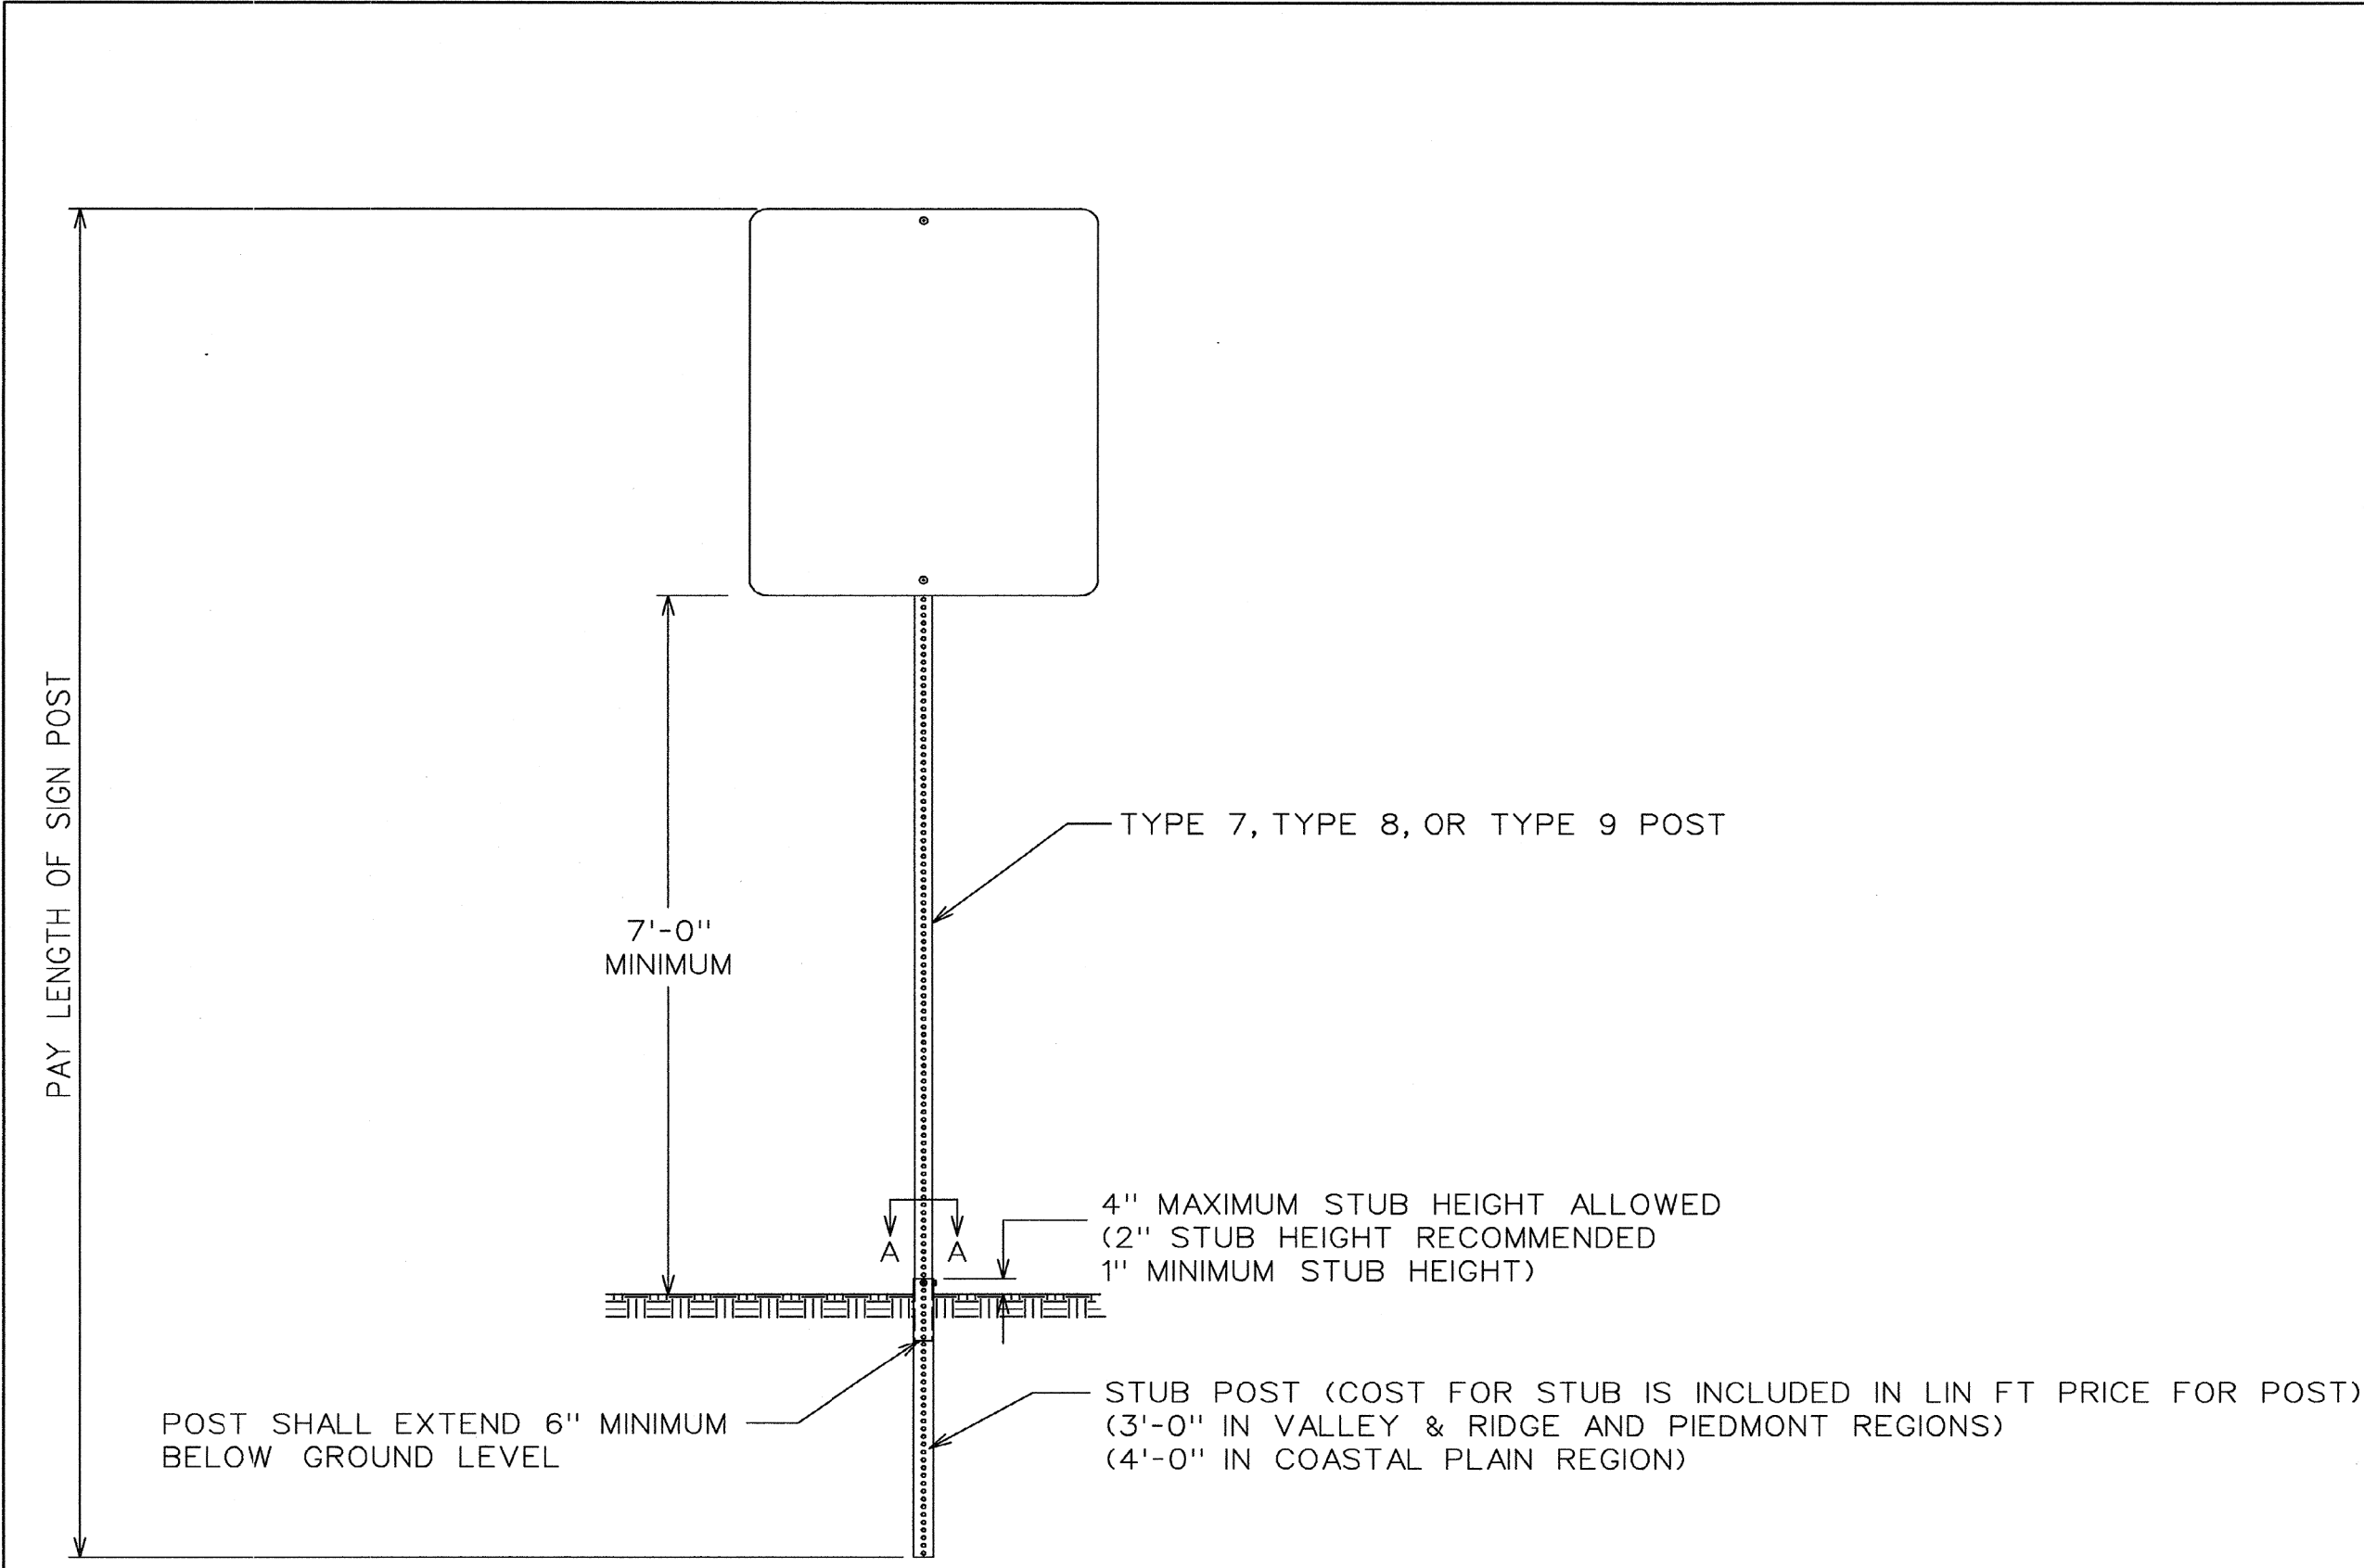 PAY LENGTH OF SIGN POST
7'-0"
MINIMUM
TYPE 7, TYPE 8, OR TYPE 9 POST
A A
4" MAXIMUM STUB HEIGHT ALLOWED
(2" STUB HEIGHT RECOMMENDED
1" MINIMUM STUB HEIGHT)
POST SHALL EXTEND 6" MINIMUM
BELOW GROUND LEVEL
STUB POST (COST FOR STUB IS INCLUDED IN LIN FT PRICE FOR POST)
(3'-0" IN VALLEY & RIDGE AND PIEDMONT REGIONS)
(4'-0" IN COASTAL PLAIN REGION)